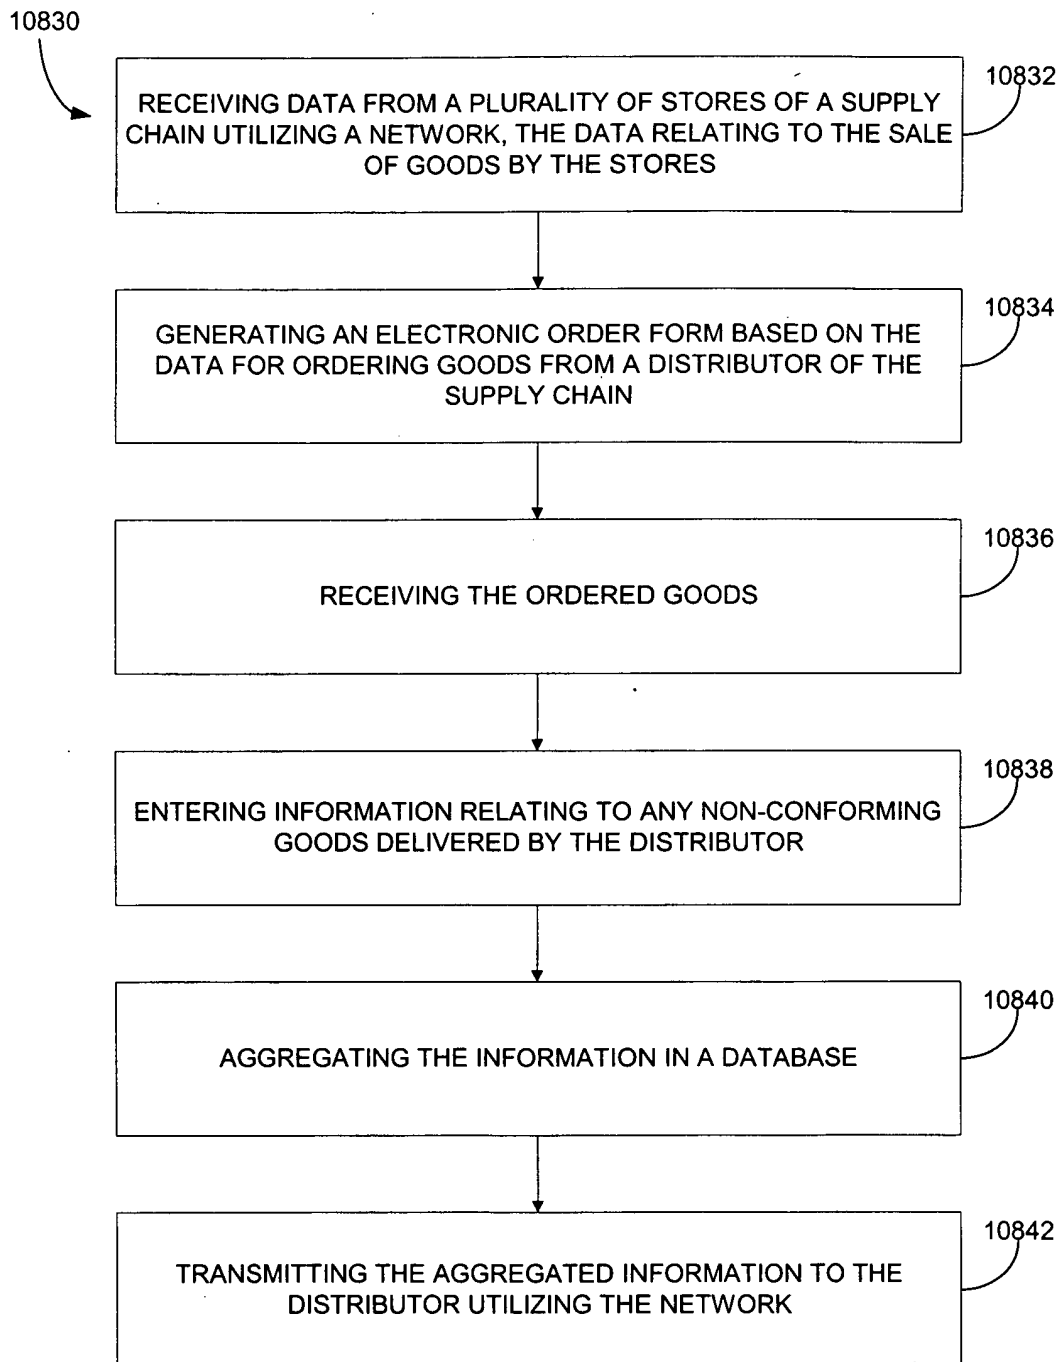 10830
10832
RECEIVING DATA FROM A PLURALITY OF STORES OF A SUPPLY
CHAIN UTILIZING A NETWORK, THE DATA RELATING TO THE SALE
OF GOODS BY THE STORES
10834
GENERATING AN ELECTRONIC ORDER FORM BASED ON THE
DATA FOR ORDERING GOODS FROM A DISTRIBUTOR OF THE
SUPPLY CHAIN
10836
RECEIVING THE ORDERED GOODS
10838
ENTERING INFORMATION RELATING TO ANY NON-CONFORMING
GOODS DELIVERED BY THE DISTRIBUTOR
10840
AGGREGATING THE INFORMATION IN A DATABASE
10842
TRANSMITTING THE AGGREGATED INFORMATION TO THE
DISTRIBUTOR UTILIZING THE NETWORK